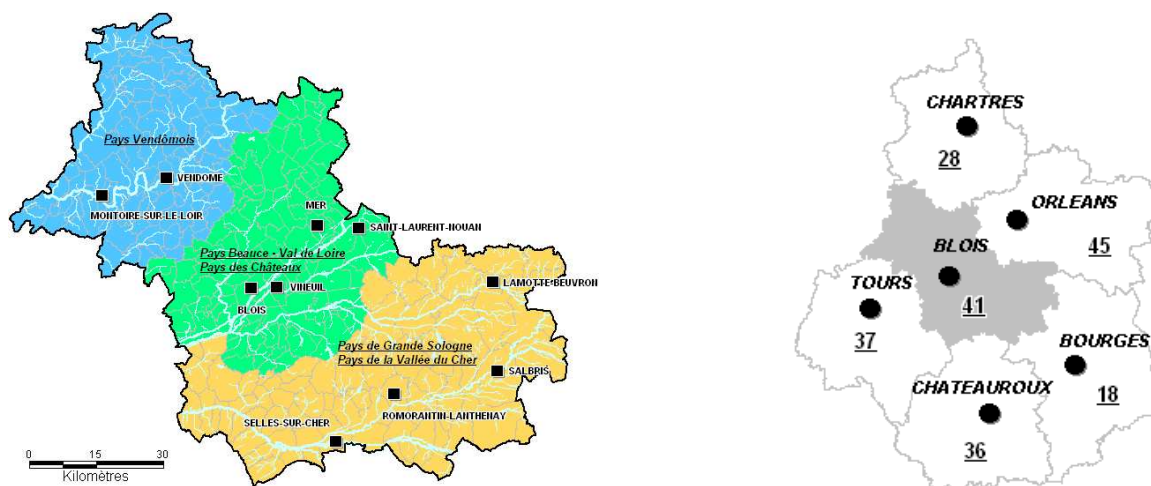 Pays Vendômois
VENDOME
MONTOIRE-SUR-LE-LOIR
MER
SAINT-LAURENT-NOUAN
Pays Beauce - Val de Loire
Pays des Châteaux
VINEUIL
BLOIS
LAMOTTE-BEUVRON
Pays de Grande Sologne
Pays de la Vallée du Cher
SALBRIS
ROMORANTIN-LANTHENAY
SELLES-SUR-CHER
0 15 30
Kilomètres
CHARTRES
28
ORLEANS
45
BLOIS
41
TOURS
37
BOURGES
18
CHATEAUROUX
36